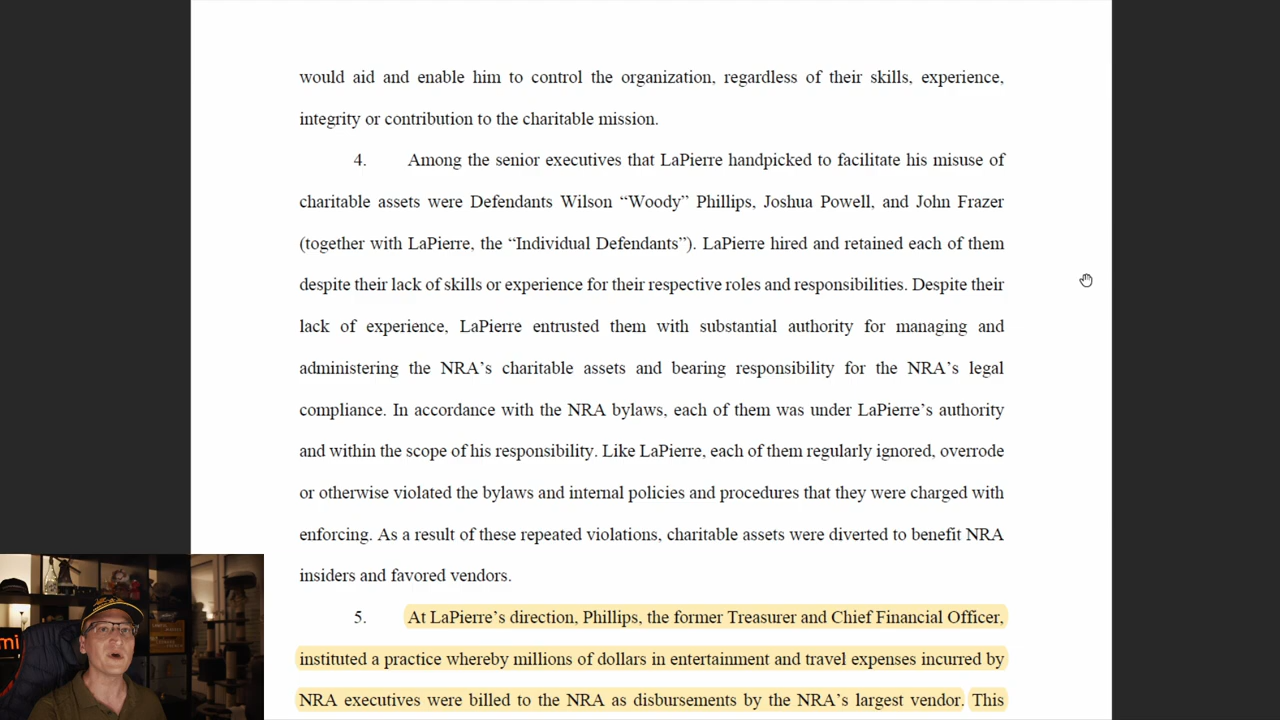 would aid and enable him to control the organization, regardless of their skills, experience,
integrity or contribution to the charitable mission.
4. Among the senior executives that LaPierre handpicked to facilitate his misuse of
charitable assets were Defendants Wilson “Woody” Phillips, Joshua Powell, and John Frazer
(together with LaPierre, the “Individual Defendants”). LaPierre hired and retained each of them
despite their lack of skills or experience for their respective roles and responsibilities. Despite their
lack of experience, LaPierre entrusted them with substantial authority for managing and
administering the NRA’s charitable assets and bearing responsibility for the NRA’s legal
compliance. In accordance with the NRA bylaws, each of them was under LaPierre’s authority
and within the scope of his responsibility. Like LaPierre, each of them regularly ignored, overrode
or otherwise violated the bylaws and internal policies and procedures that they were charged with
enforcing. As a result of these repeated violations, charitable assets were diverted to benefit NRA
insiders and favored vendors.
5. At LaPierre’s direction, Phillips, the former Treasurer and Chief Financial Officer,
instituted a practice whereby millions of dollars in entertainment and travel expenses incurred by
NRA executives were billed to the NRA as disbursements by the NRA’s largest vendor. This
mi